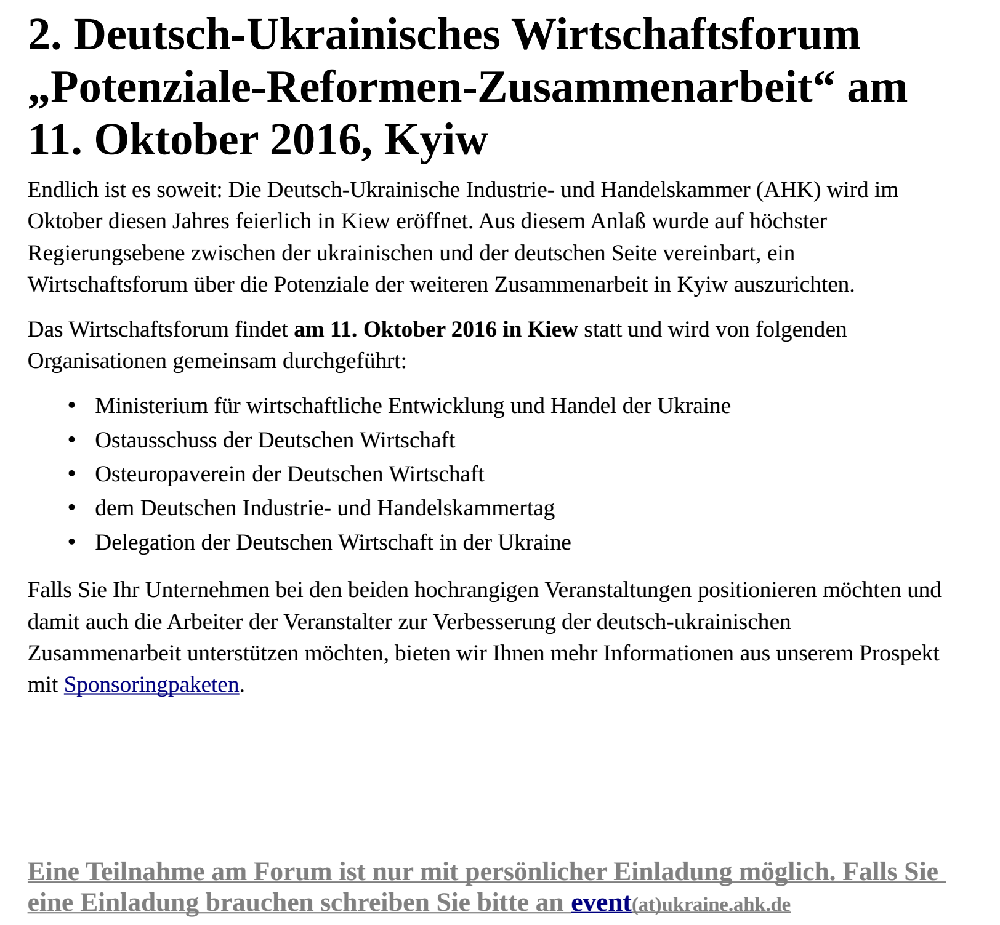 2. Deutsch-Ukrainisches Wirtschaftsforum
„Potenziale-Reformen-Zusammenarbeit“ am
11. Oktober 2016, Kyiw
Endlich ist es soweit: Die Deutsch-Ukrainische Industrie- und Handelskammer (AHK) wird im
Oktober diesen Jahres feierlich in Kiew eröffnet. Aus diesem Anlaß wurde auf höchster
Regierungsebene zwischen der ukrainischen und der deutschen Seite vereinbart, ein
Wirtschaftsforum über die Potenziale der weiteren Zusammenarbeit in Kyiw auszurichten.
Das Wirtschaftsforum findet am 11. Oktober 2016 in Kiew statt und wird von folgenden
Organisationen gemeinsam durchgeführt:
• Ministerium für wirtschaftliche Entwicklung und Handel der Ukraine
• Ostausschuss der Deutschen Wirtschaft
• Osteuropaverein der Deutschen Wirtschaft
• dem Deutschen Industrie- und Handelskammertag
• Delegation der Deutschen Wirtschaft in der Ukraine
Falls Sie Ihr Unternehmen bei den beiden hochrangigen Veranstaltungen positionieren möchten und
damit auch die Arbeiter der Veranstalter zur Verbesserung der deutsch-ukrainischen
Zusammenarbeit unterstützen möchten, bieten wir Ihnen mehr Informationen aus unserem Prospekt
mit Sponsoringpaketen.
Eine Teilnahme am Forum ist nur mit persönlicher Einladung möglich. Falls Sie
eine Einladung brauchen schreiben Sie bitte an event(at)ukraine.ahk.de